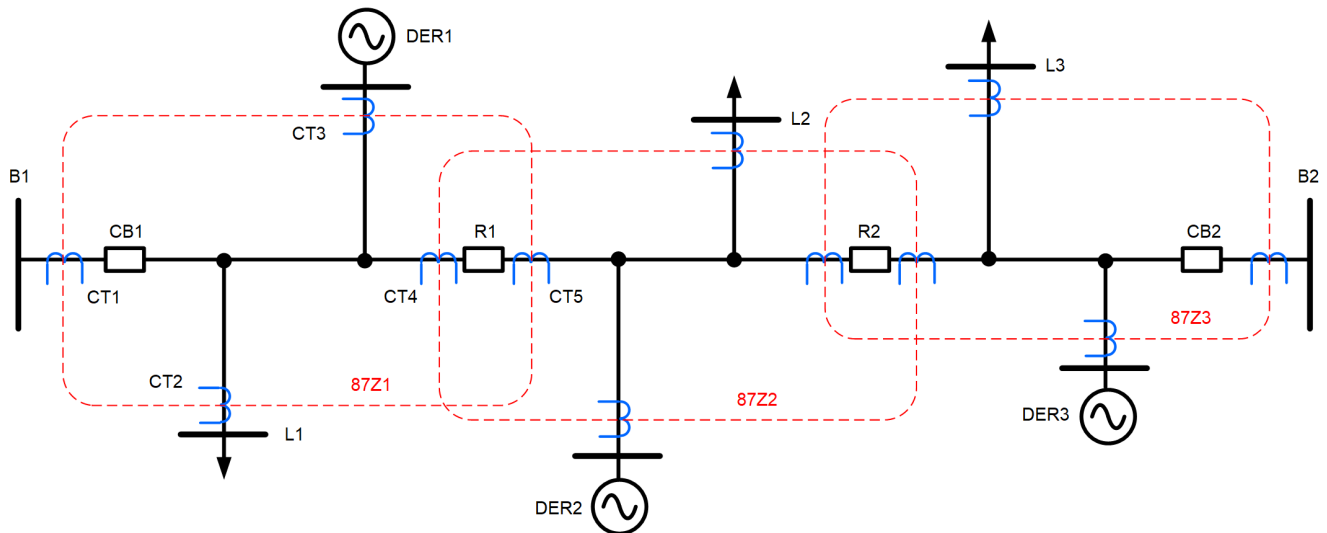 DER1
L3
CT3
L2
B1
B2
CB1
R1
R2
CB2
CT1
CT4
CT5
87Z3
CT2
87Z1
87Z2
DER3
L1
DER2